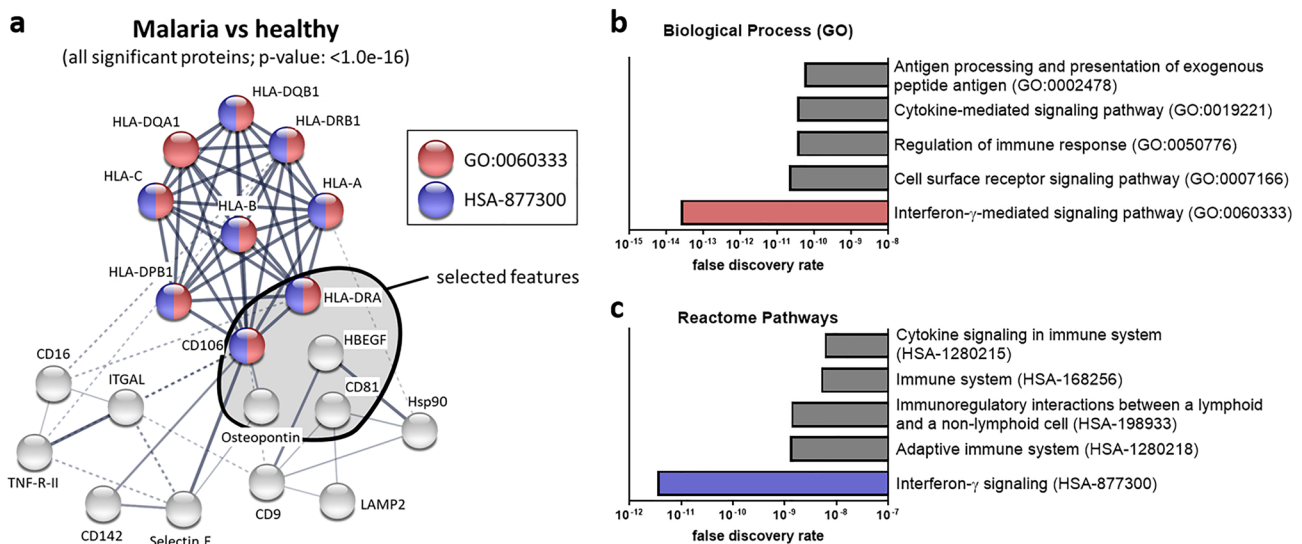 a
Malaria vs healthy
(all significant proteins; p-value: <1.0e-16)
HLA-DQB1
HLA-DQA1
HLA-DRB1
HLA-C
HLA-A
HLA-B
HLA-DPB1
HLA-DRA
CD106
HBEGF
CD16
ITGAL
CD81
Hsp90
Osteopontin
TNF-R-II
CD9
LAMP2
CD142
Selectin E
GO:0060333
HSA-877300
selected features
b
Biological Process (GO)
Antigen processing and presentation of exogenous
peptide antigen (GO:0002478)
Cytokine-mediated signaling pathway (GO:0019221)
Regulation of immune response (GO:0050776)
Cell surface receptor signaling pathway (GO:0007166)
Interferon-γ-mediated signaling pathway (GO:0060333)
10-15 10-14 10-13 10-12 10-11 10-10 10-9 10-8
false discovery rate
c
Reactome Pathways
Cytokine signaling in immune system
(HSA-1280215)
Immune system (HSA-168256)
Immunoregulatory interactions between a lymphoid
and a non-lymphoid cell (HSA-198933)
Adaptive immune system (HSA-1280218)
Interferon-γ signaling (HSA-877300)
10-12 10-11 10-10 10-9 10-8 10-7
false discovery rate